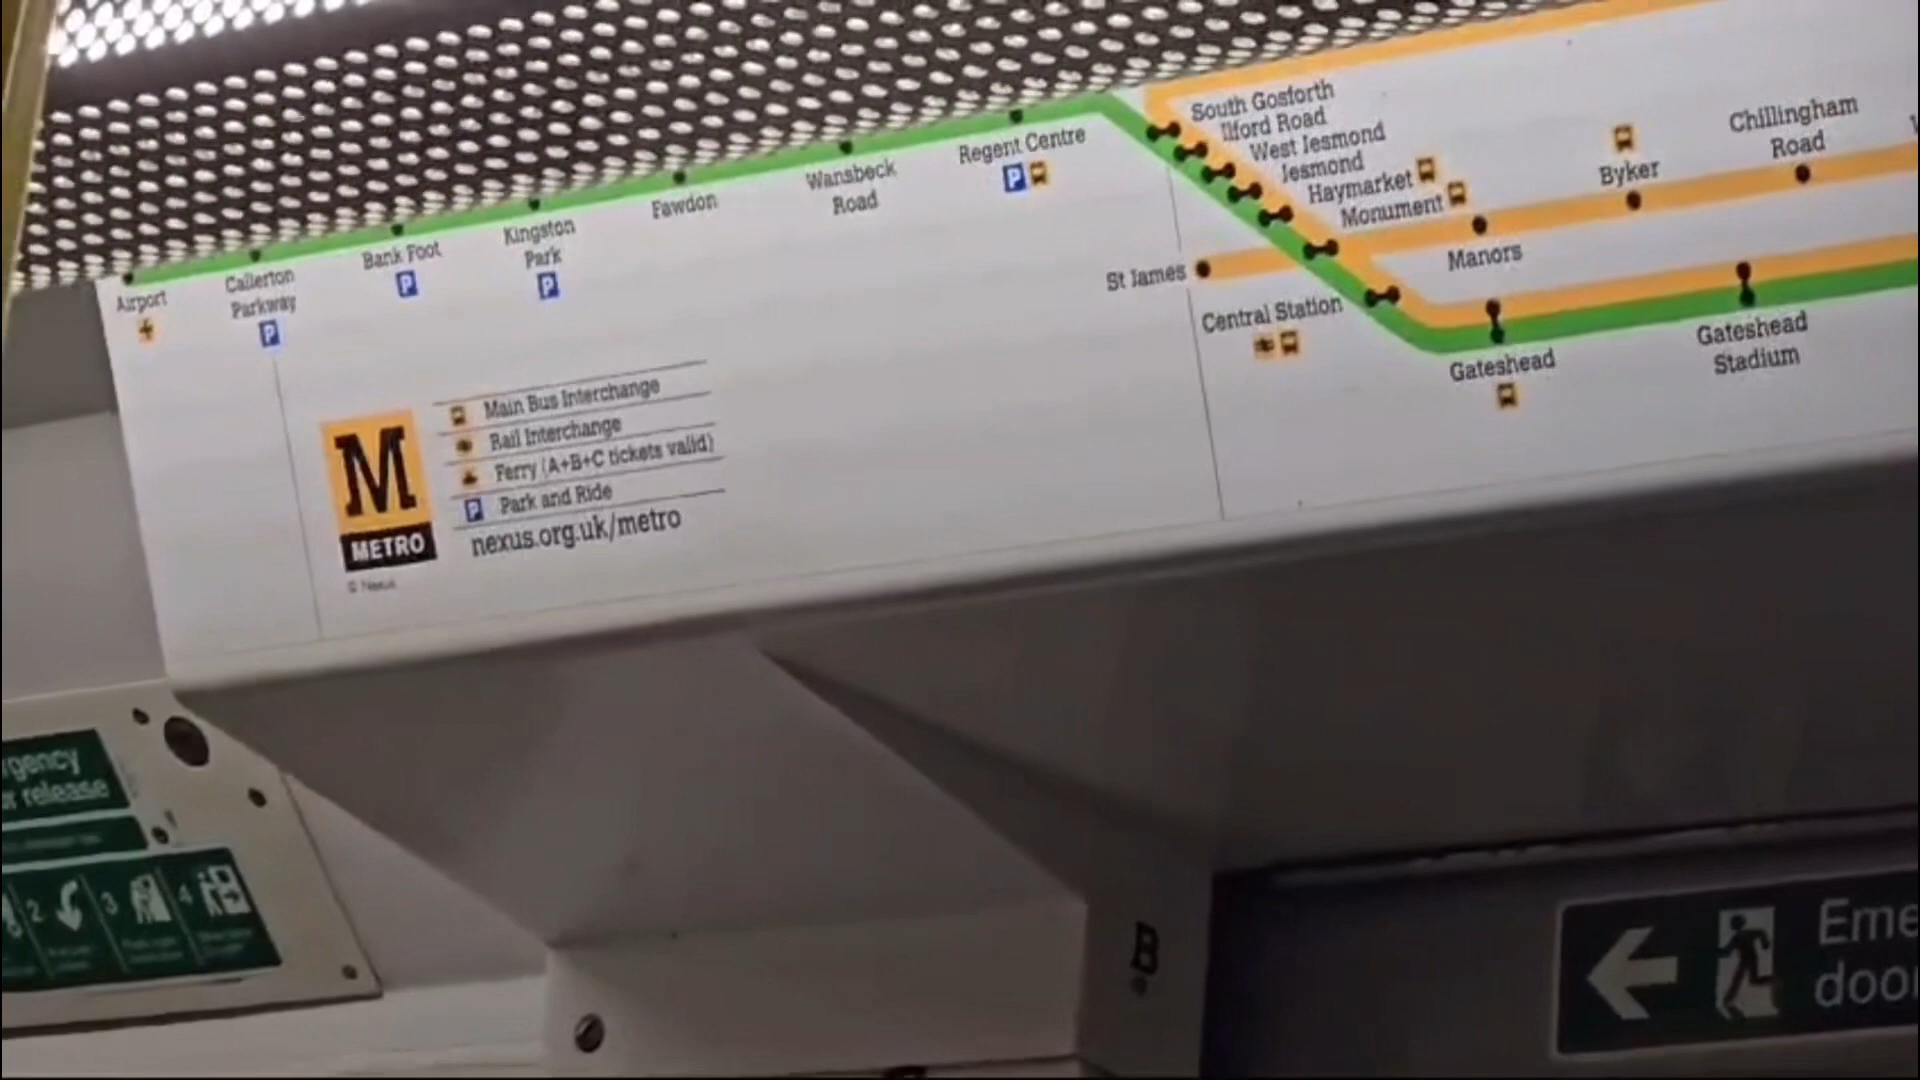 South Gosforth
Ilford Road
West Jesmond
Jesmond
Haymarket
Monument
Chillingham
Road
Byker
Manors
Regent Centre
P
Wansbeck
Road
Fawdon
Kingston
Park
P
Bank Foot
P
Callerton
Parkway
P
Airport
St James
Central Station
Gateshead
Gateshead
Stadium
M
METRO
© Nexus
Main Bus Interchange
Rail Interchange
Ferry (A+B+C tickets valid)
P Park and Ride
nexus.org.uk/metro
rgency
or release
2 3 4
B
Eme
door